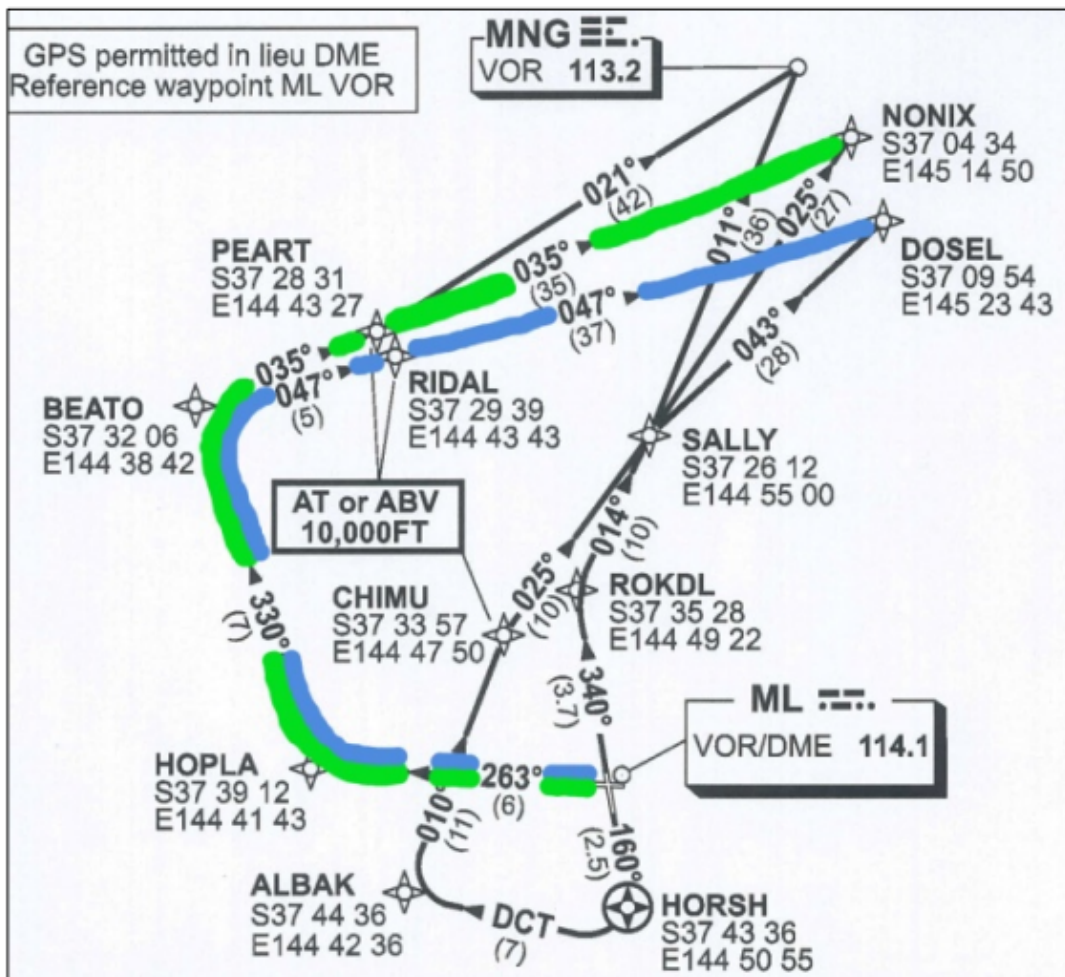 GPS permitted in lieu DME
Reference waypoint ML VOR
MNG
VOR 113.2
NONIX
S37 04 34
E145 14 50
021°
(42)
011°
(36)
025°
(27)
DOSEL
S37 09 54
E145 23 43
PEART
S37 28 31
E144 43 27
035°
(35)
047°
(37)
043°
(28)
035°
047°
(5)
RIDAL
S37 29 39
E144 43 43
BEATO
S37 32 06
E144 38 42
SALLY
S37 26 12
E144 55 00
AT or ABV
10,000FT
014°
(10)
025°
(10)
CHIMU
S37 33 57
E144 47 50
ROKDL
S37 35 28
E144 49 22
330°
(7)
340°
(3.7)
ML
VOR/DME 114.1
HOPLA
S37 39 12
E144 41 43
263°
(6)
010°
(11)
160°
(2.5)
ALBAK
S37 44 36
E144 42 36
DCT
(7)
HORSH
S37 43 36
E144 50 55